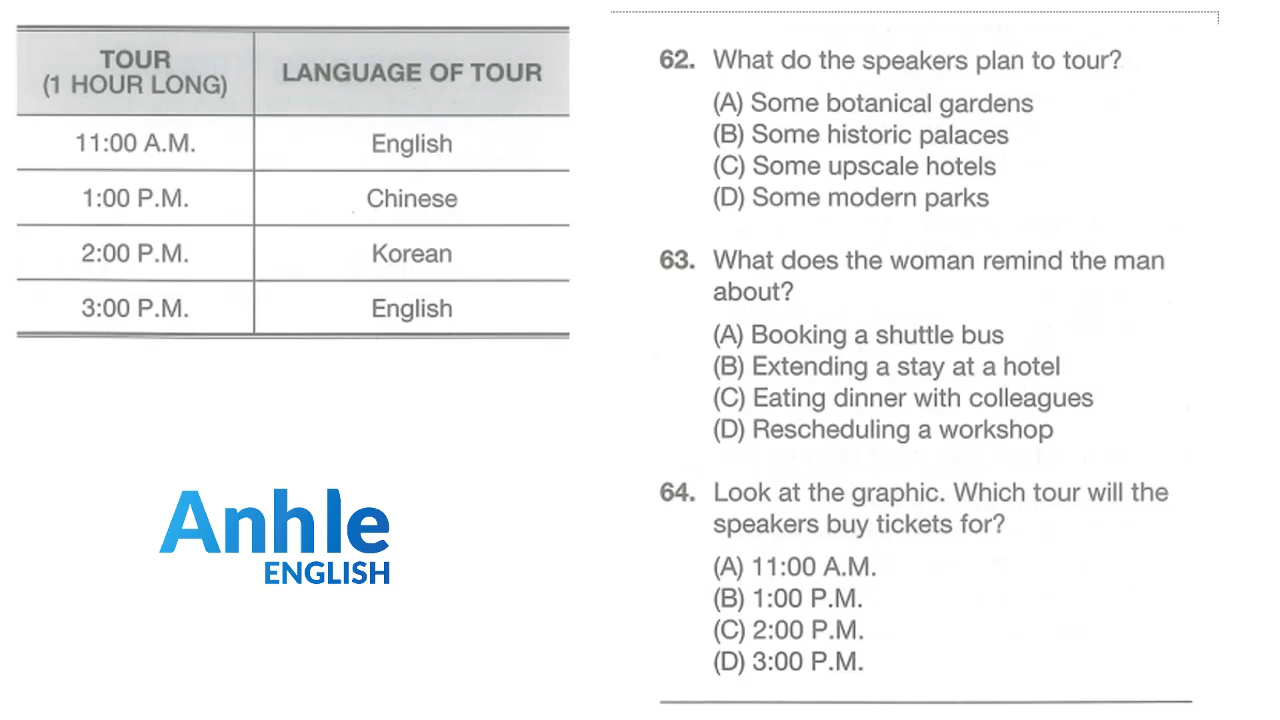 TOUR
(1 HOUR LONG)
LANGUAGE OF TOUR
11:00 A.M.
English
1:00 P.M.
Chinese
2:00 P.M.
Korean
3:00 P.M.
English
Anhle
ENGLISH
62. What do the speakers plan to tour?
(A) Some botanical gardens
(B) Some historic palaces
(C) Some upscale hotels
(D) Some modern parks
63. What does the woman remind the man
about?
(A) Booking a shuttle bus
(B) Extending a stay at a hotel
(C) Eating dinner with colleagues
(D) Rescheduling a workshop
64. Look at the graphic. Which tour will the
speakers buy tickets for?
(A) 11:00 A.M.
(B) 1:00 P.M.
(C) 2:00 P.M.
(D) 3:00 P.M.